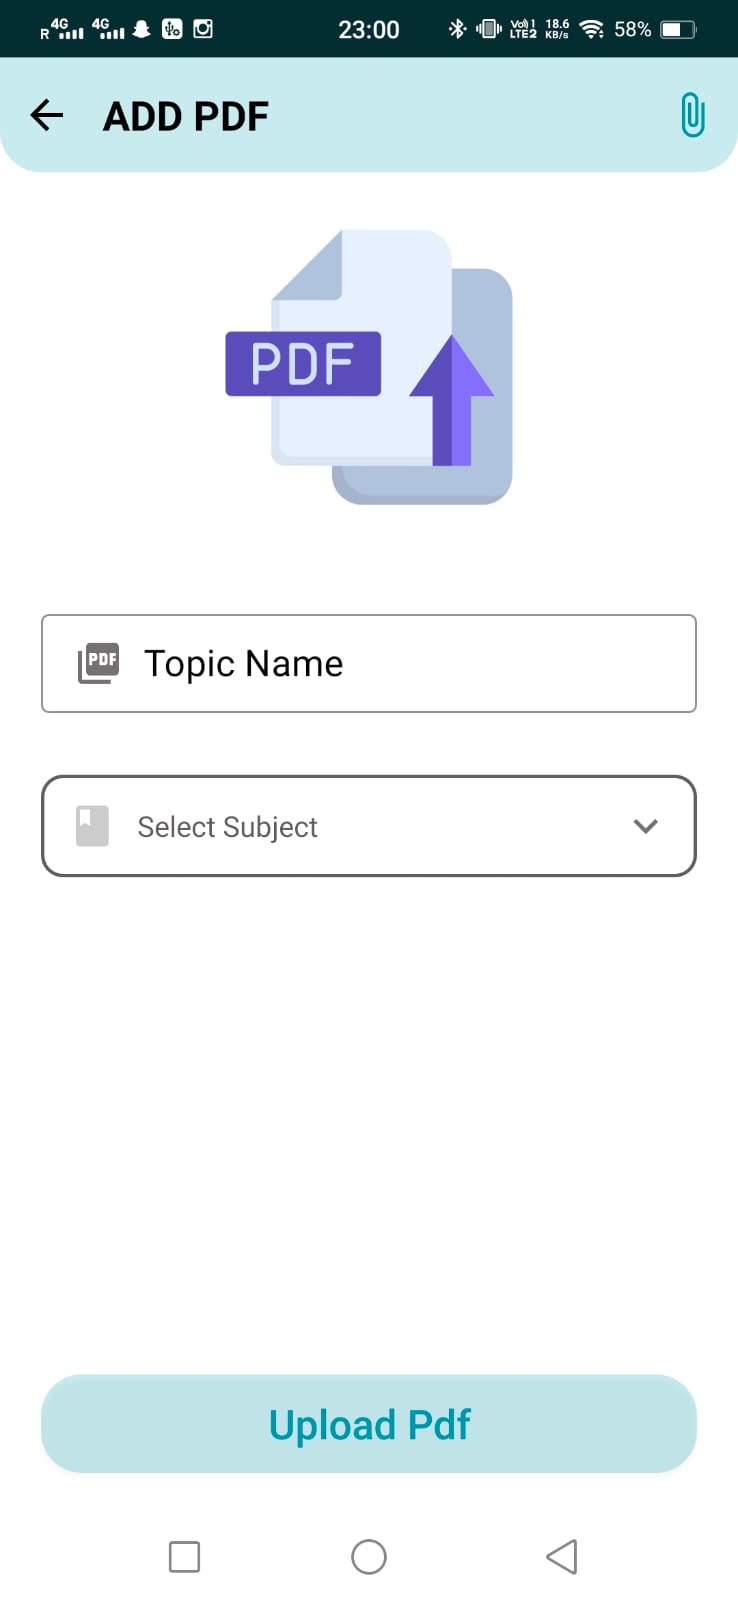 R 4G 4G 23:00 Vo) 1 LTE2 18.6 KB/s 58%
ADD PDF
PDF
PDF Topic Name
Select Subject
Upload Pdf